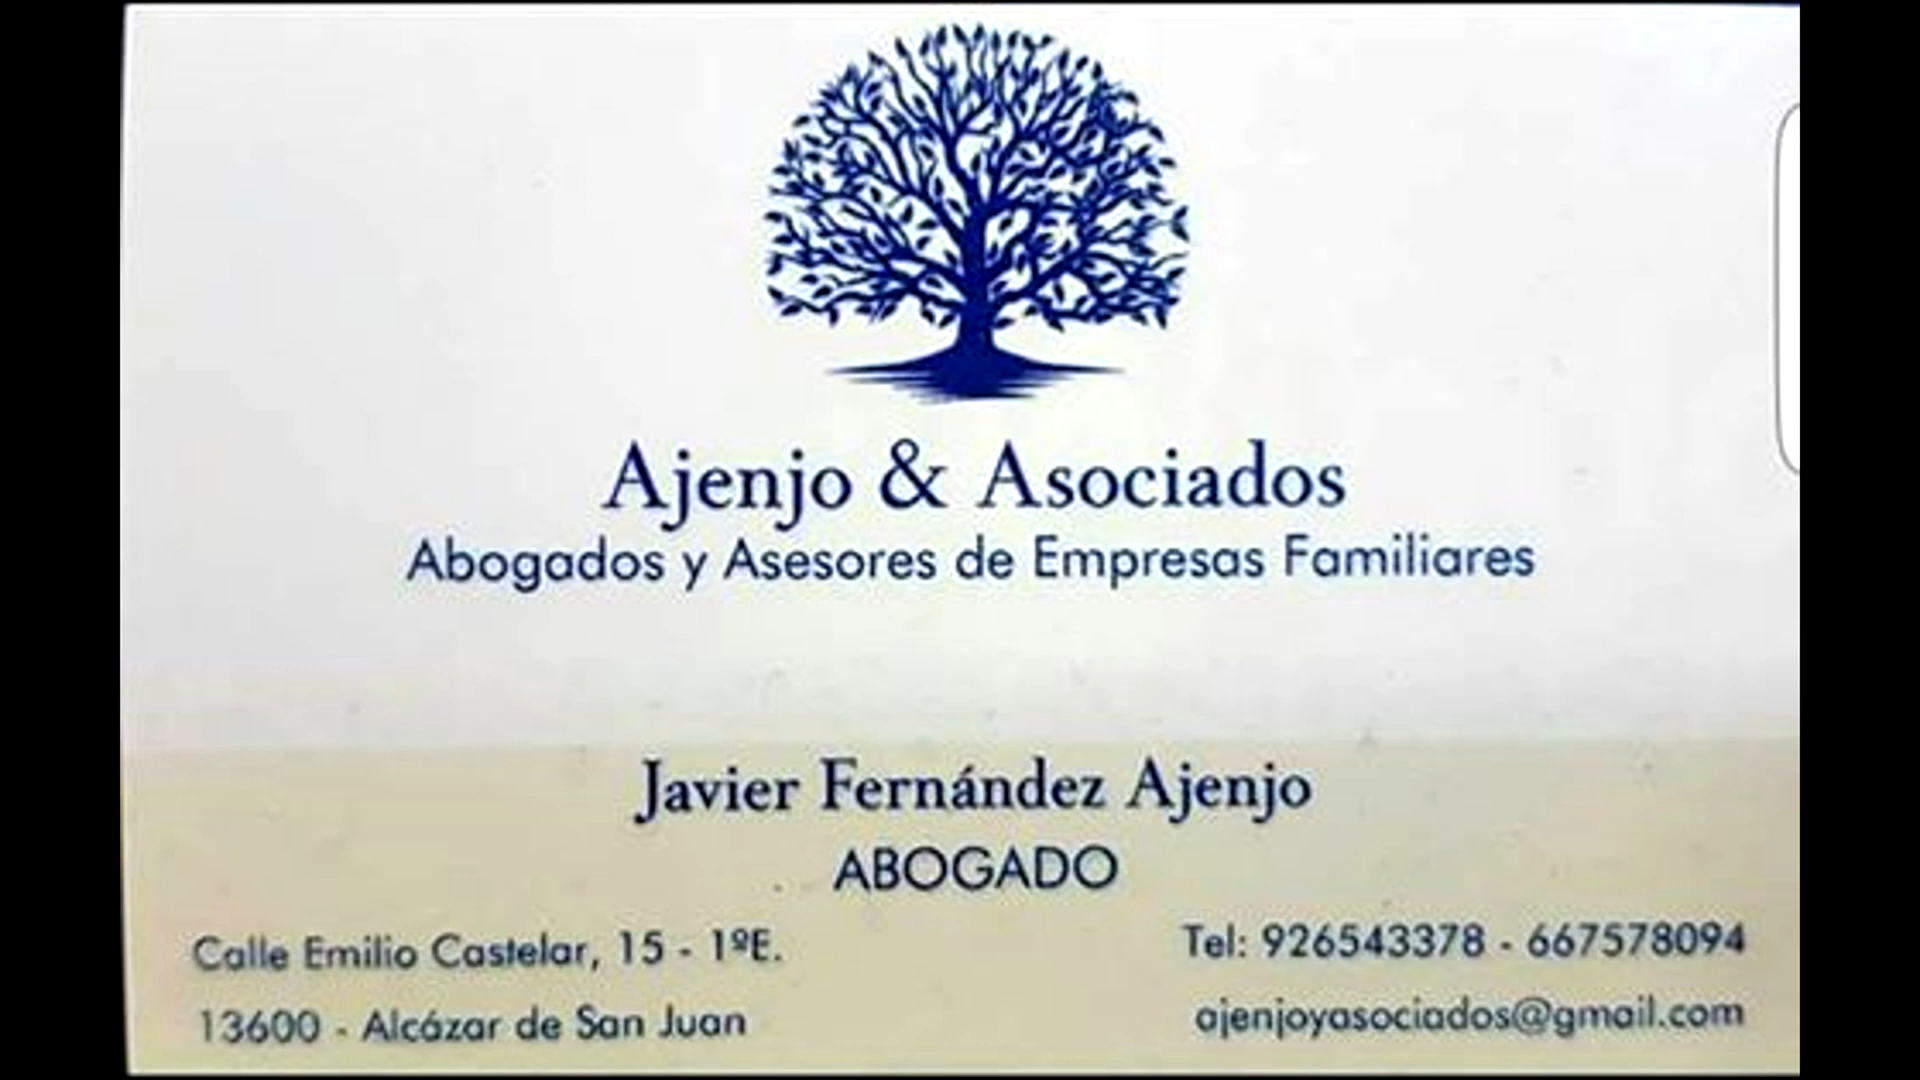 Ajenjo & Asociados
Abogados y Asesores de Empresas Familiares
Javier Fernández Ajenjo
ABOGADO
Calle Emilio Castelar, 15 - 1ºE.
Tel: 926543378 - 667578094
13600 - Alcázar de San Juan
ajenjoyasociados@gmail.com